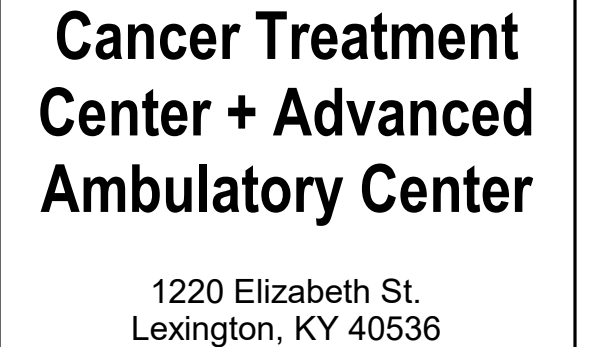 Cancer Treatment
Center + Advanced
Ambulatory Center
1220 Elizabeth St.
Lexington, KY 40536